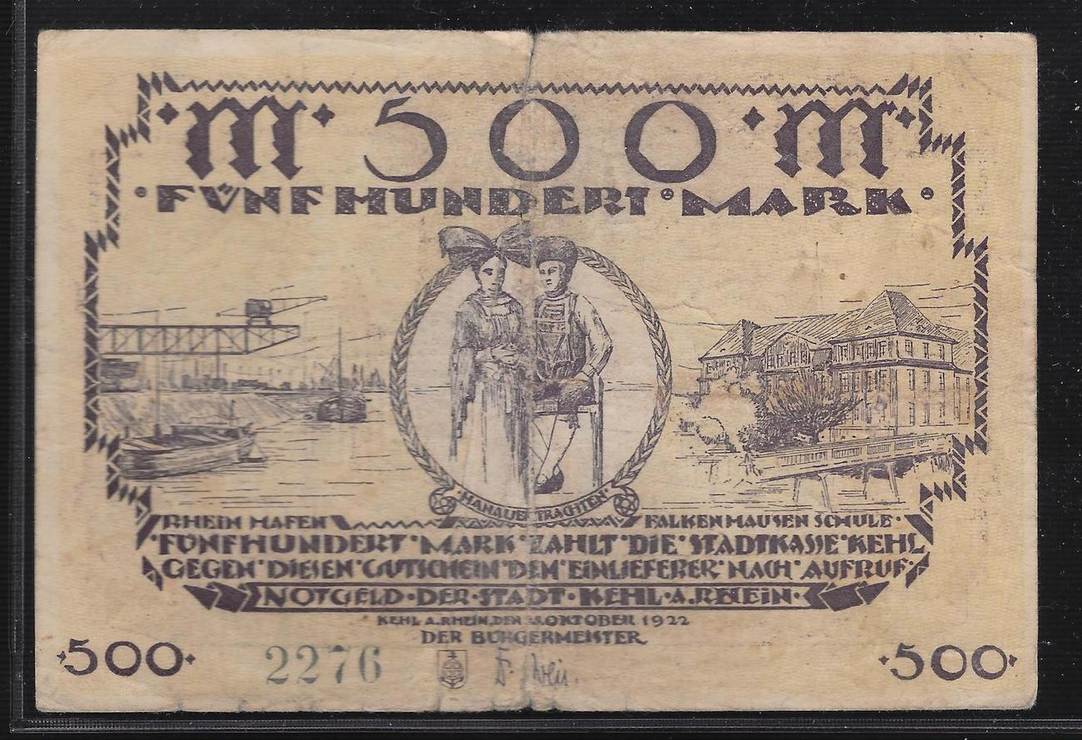 M 500 M
FÜNFHUNDERT MARK
HANAUER TRACHTEN
RHEIN HAFEN
FALKENHAUSEN SCHULE
FÜNFHUNDERT MARK ZAHLT DIE STADTKASSE KEHL
GEGEN DIESEN GUTSCHEIN DEM EINLIEFERER NACH AUFRUF
NOTGELD DER STADT KEHL A.RHEIN
KEHL A.RHEIN, DEN OKTOBER 1922
DER BÜRGERMEISTER
500 2276 500